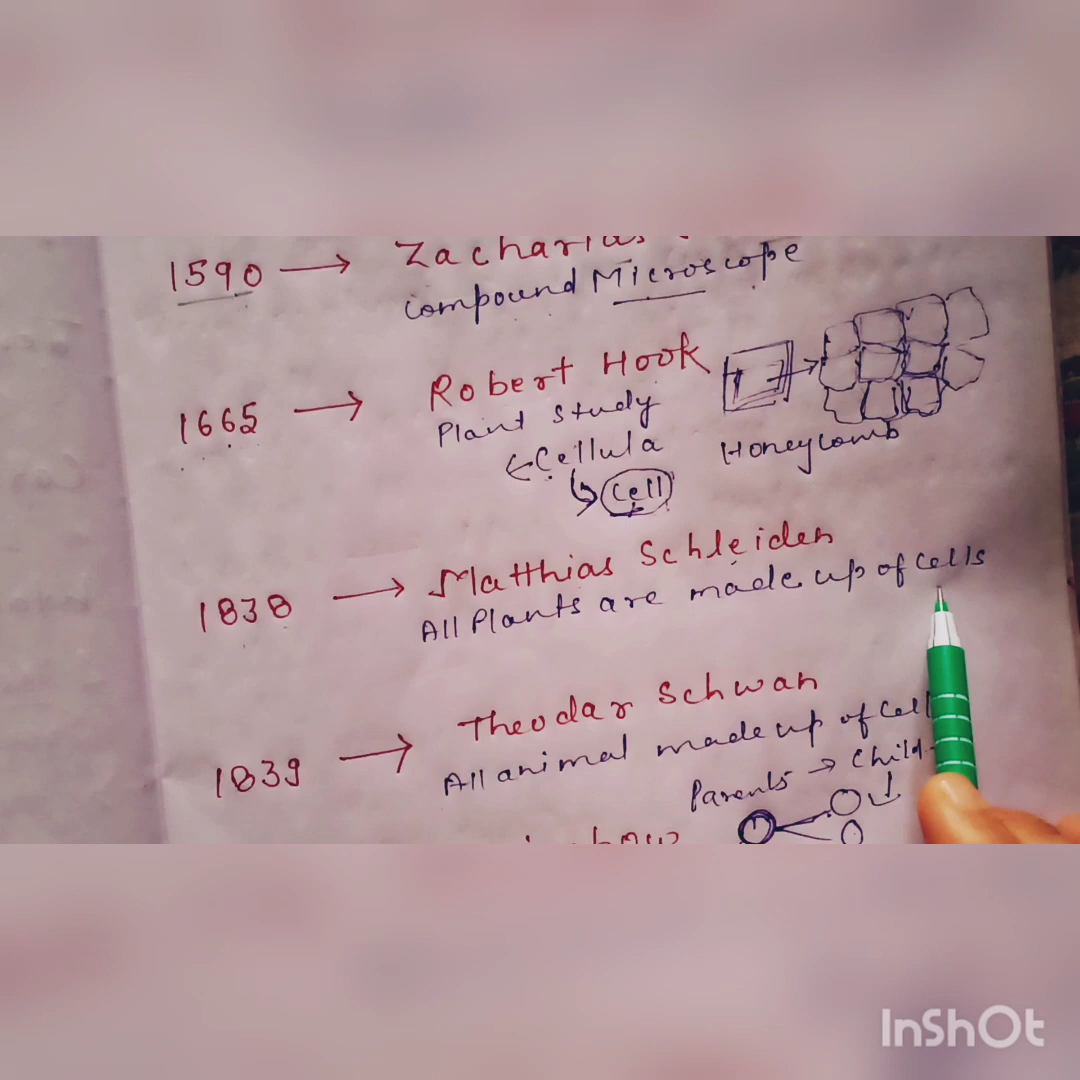 1590 → Zacharias
compound Microscope
1665 → Robert Hook
Plant study
Cellula
Cell
Honeycomb
1838 → Matthias Schleiden
All Plants are made up of cells
1839 → Theodar Schwan
All animal made up of Cell
Parents → Child
InShOt